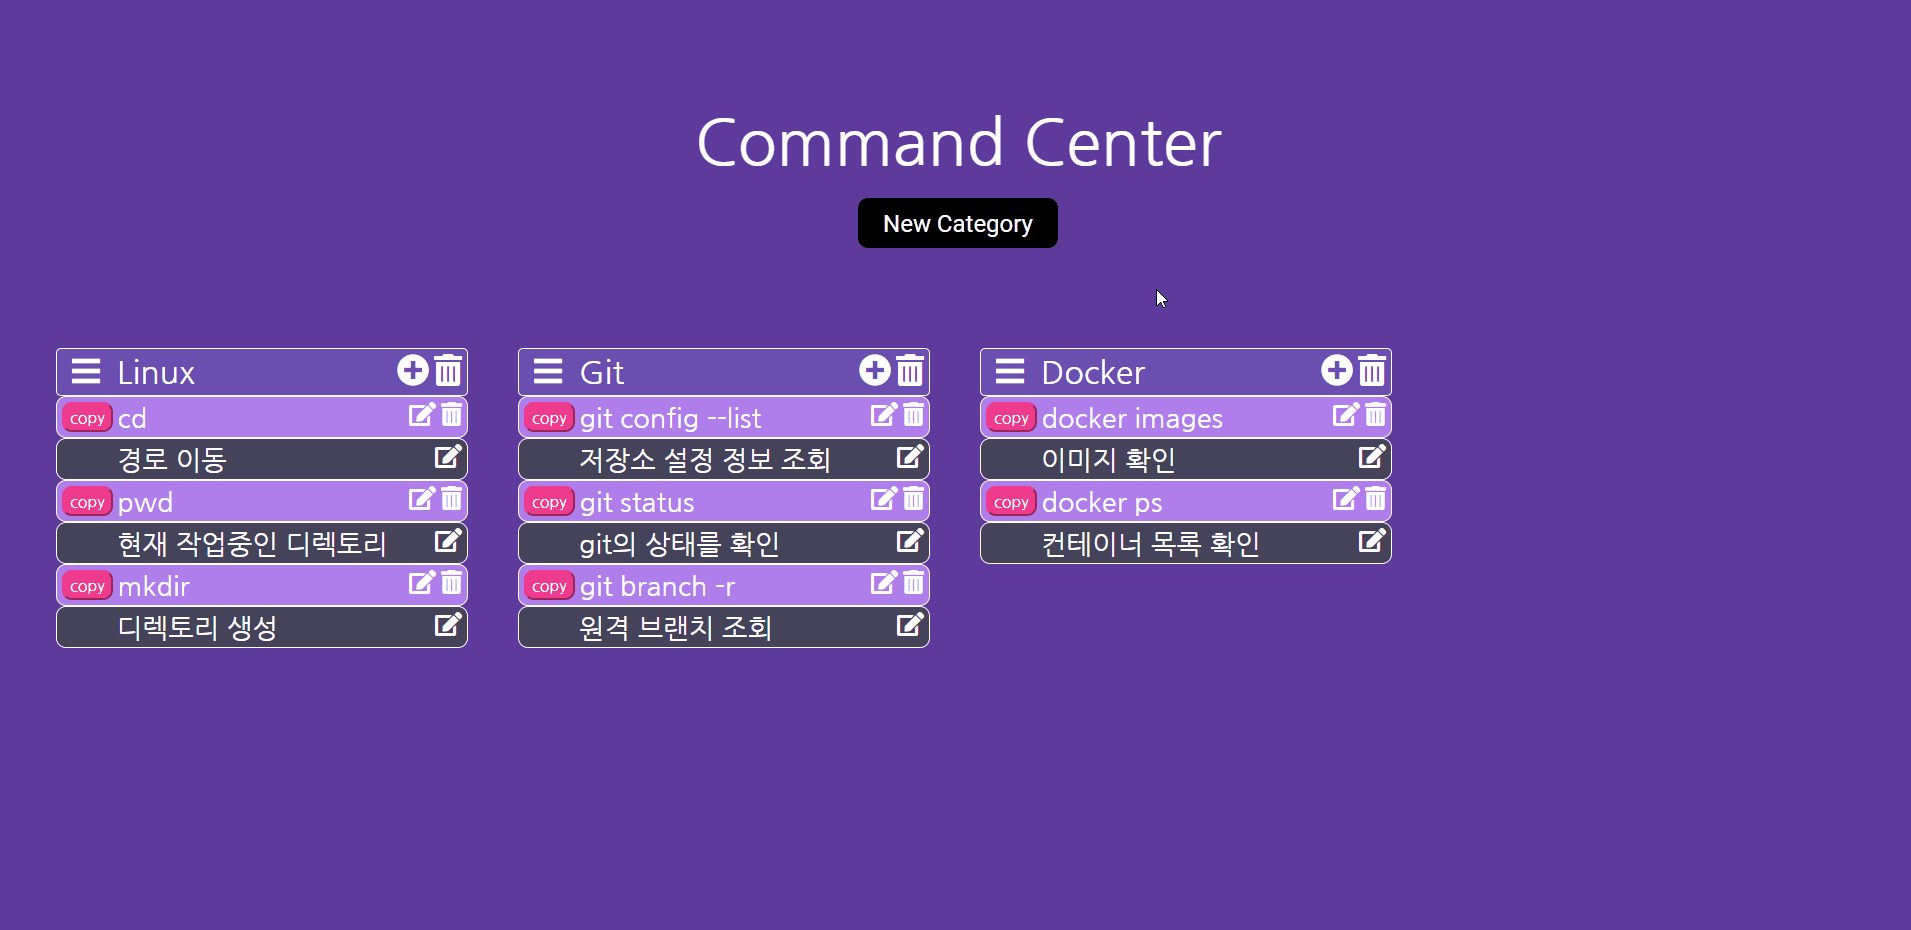 Command Center
New Category
Linux
copy cd
경로 이동
copy pwd
현재 작업중인 디렉토리
copy mkdir
디렉토리 생성
Git
copy git config --list
저장소 설정 정보 조회
copy git status
git의 상태를 확인
copy git branch -r
원격 브랜치 조회
Docker
copy docker images
이미지 확인
copy docker ps
컨테이너 목록 확인